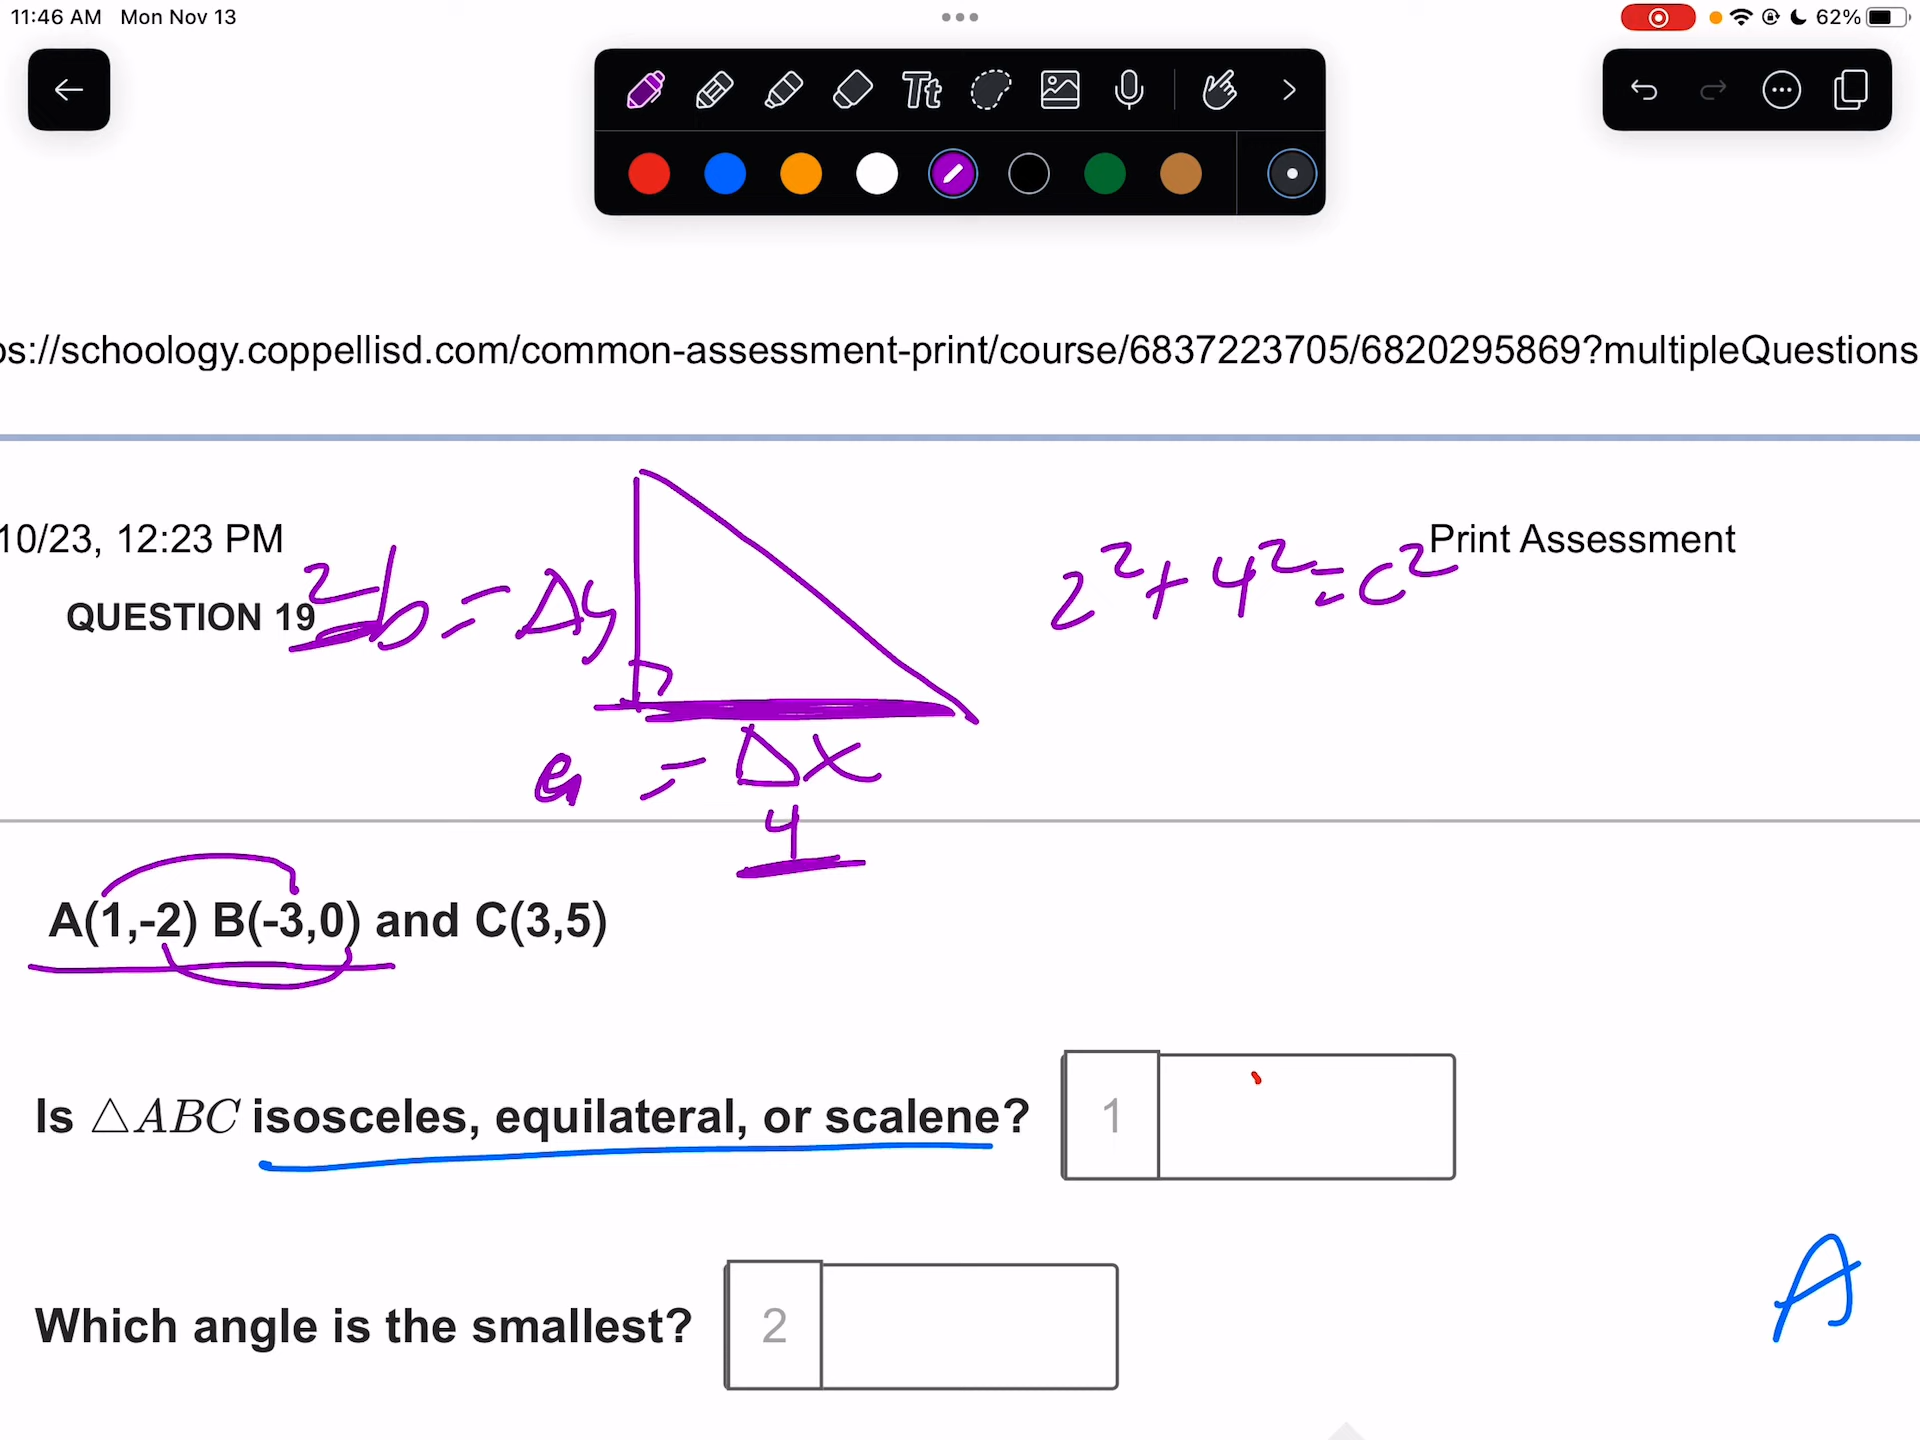 11:46 AM Mon Nov 13
62%
Tt
ps://schoology.coppellisd.com/common-assessment-print/course/6837223705/6820295869?multipleQuestions
10/23, 12:23 PM
Print Assessment
QUESTION 19
2
b = Δy
2² + 4² = c²
a = Δx
4
A(1,-2) B(-3,0) and C(3,5)
Is △ABC isosceles, equilateral, or scalene? 1
A
Which angle is the smallest? 2